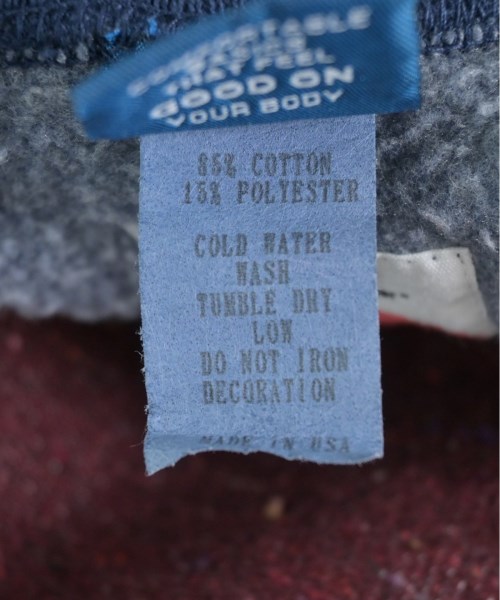 COMFORTABLE
THAT FEEL
GOOD ON
YOUR BODY
85% COTTON
15% POLYESTER
COLD WATER
WASH
TUMBLE DRY
LOW
DO NOT IRON
DECORATION
MADE IN USA